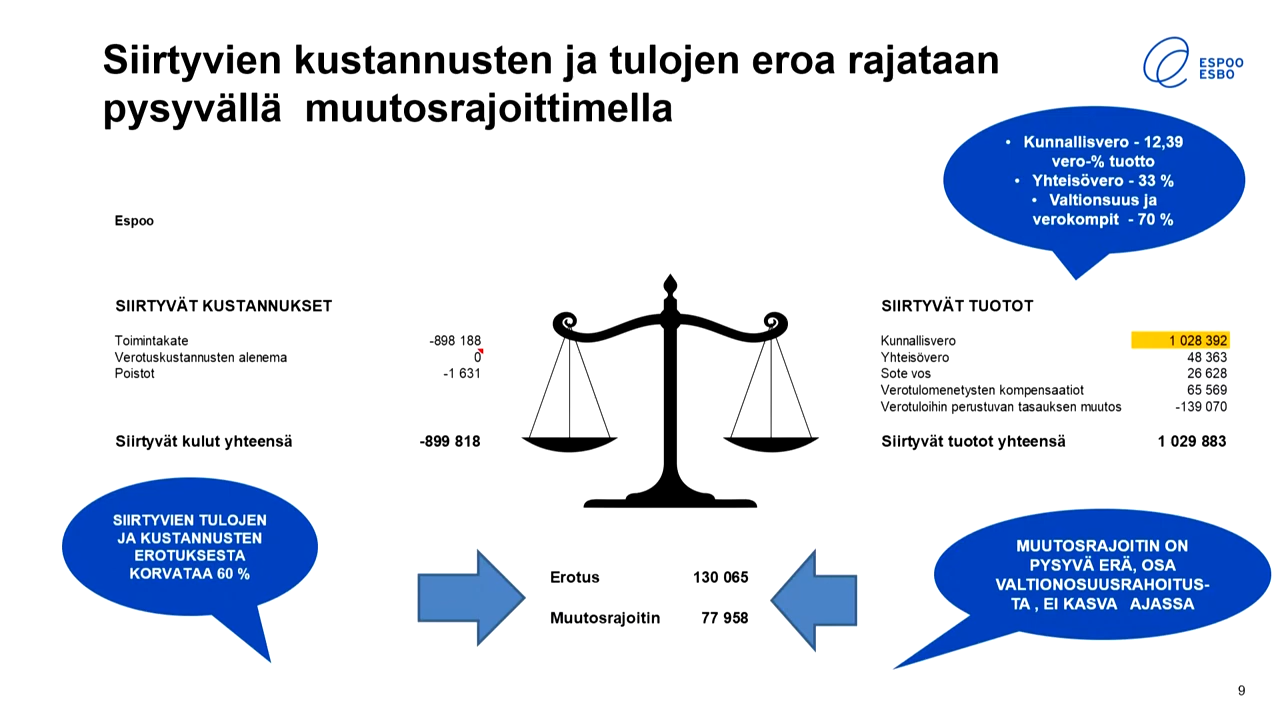 Siirtyvien kustannusten ja tulojen eroa rajataan
pysyvällä muutosrajoittimella
ESPOO
ESBO
• Kunnallisvero - 12,39
vero-% tuotto
• Yhteisövero - 33 %
• Valtionsuus ja
verokompit - 70 %
Espoo
SIIRTYVÄT KUSTANNUKSET
Toimintakate -898 188
Verotuskustannusten alenema 0
Poistot -1 631
Siirtyvät kulut yhteensä -899 818
SIIRTYVÄT TUOTOT
Kunnallisvero 1 028 392
Yhteisövero 48 363
Sote vos 26 628
Verotulomenetysten kompensaatiot 65 569
Verotuloihin perustuvan tasauksen muutos -139 070
Siirtyvät tuotot yhteensä 1 029 883
SIIRTYVIEN TULOJEN
JA KUSTANNUSTEN
EROTUKSESTA
KORVATAA 60 %
Erotus 130 065
Muutosrajoitin 77 958
MUUTOSRAJOITIN ON
PYSYVÄ ERÄ, OSA
VALTIONOSUUSRAHOITUS-
TA , EI KASVA AJASSA
9